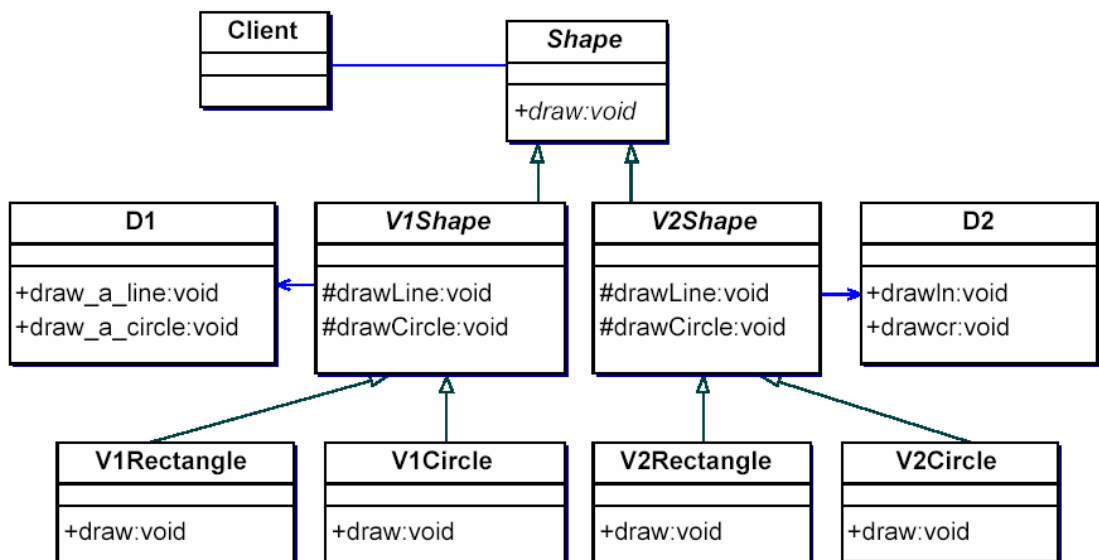 Client
Shape
+draw:void
D1
+draw_a_line:void
+draw_a_circle:void
V1Shape
#drawLine:void
#drawCircle:void
V2Shape
#drawLine:void
#drawCircle:void
D2
+drawln:void
+drawcr:void
V1Rectangle
+draw:void
V1Circle
+draw:void
V2Rectangle
+draw:void
V2Circle
+draw:void